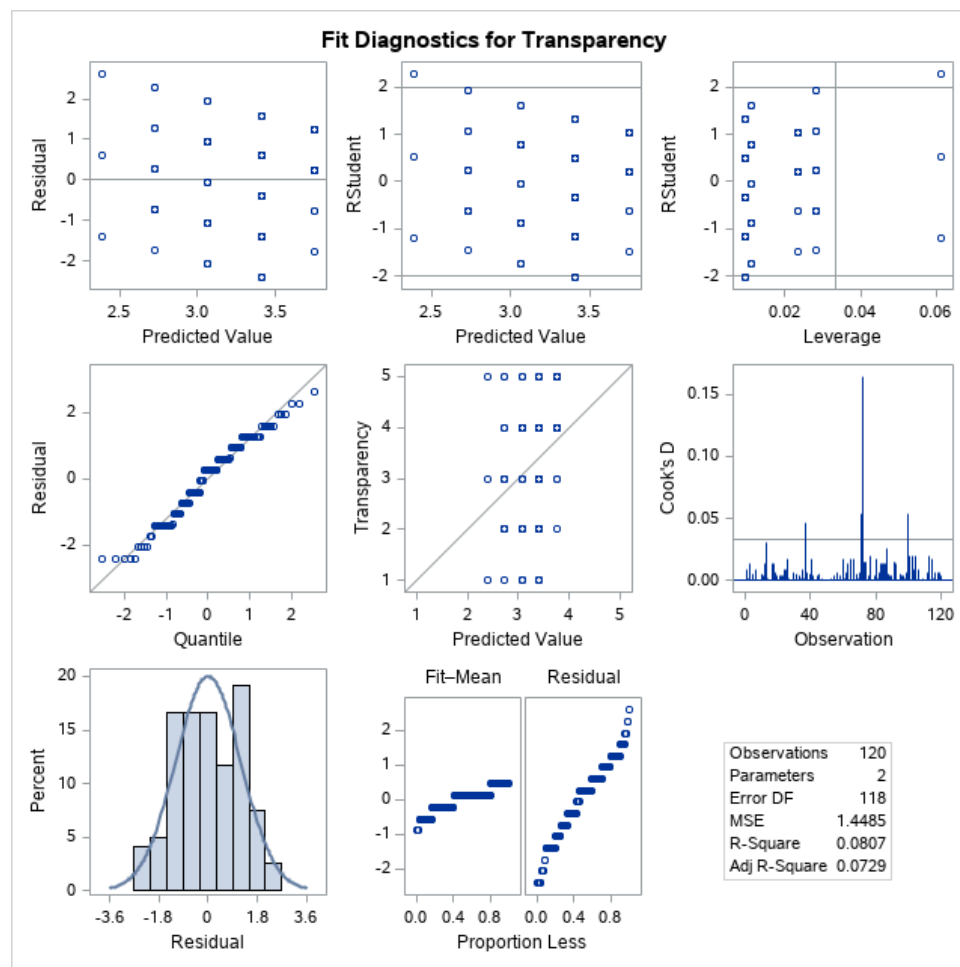 Fit Diagnostics for Transparency
Residual
2
1
0
-1
-2
2.5 3.0 3.5
Predicted Value
RStudent
2
1
0
-1
-2
2.5 3.0 3.5
Predicted Value
RStudent
2
1
0
-1
-2
0.02 0.04 0.06
Leverage
Residual
2
0
-2
-2 -1 0 1 2
Quantile
Transparency
5
4
3
2
1
1 2 3 4 5
Predicted Value
Cook's D
0.15
0.10
0.05
0.00
0 40 80 120
Observation
Percent
20
15
10
5
0
-3.6 -1.8 0 1.8 3.6
Residual
Fit–Mean Residual
2
1
0
-1
-2
0.0 0.4 0.8 0.0 0.4 0.8
Proportion Less
Observations 120
Parameters 2
Error DF 118
MSE 1.4485
R-Square 0.0807
Adj R-Square 0.0729